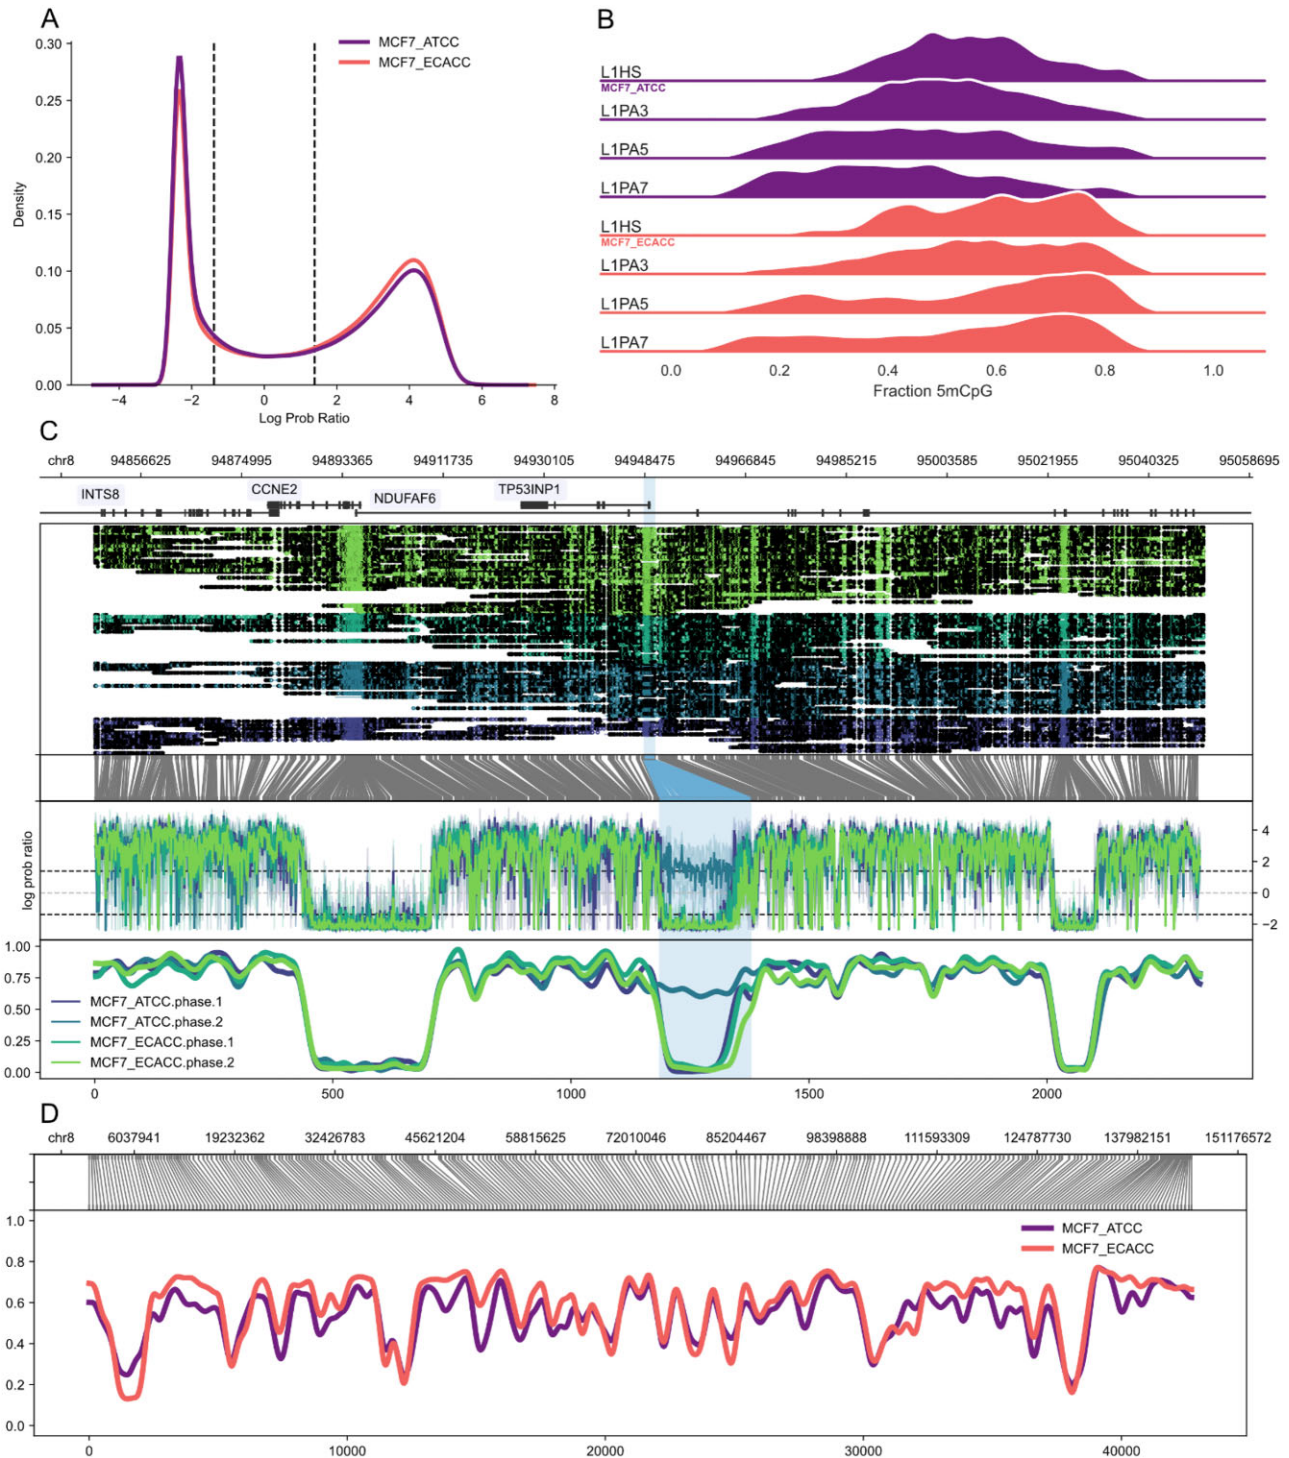 A
0.30
0.25
0.20
0.15
0.10
0.05
0.00
Density
−4 −2 0 2 4 6 8
Log Prob Ratio
MCF7_ATCC
MCF7_ECACC
B
L1HS
MCF7_ATCC
L1PA3
L1PA5
L1PA7
L1HS
MCF7_ECACC
L1PA3
L1PA5
L1PA7
0.0 0.2 0.4 0.6 0.8 1.0
Fraction 5mCpG
C
chr8 94856625 94874995 94893365 94911735 94930105 94948475 94966845 94985215 95003585 95021955 95040325 95058695
INTS8 CCNE2 NDUFAF6 TP53INP1
log prob ratio
4
2
0
−2
1.00
0.75
0.50
0.25
0.00
MCF7_ATCC.phase.1
MCF7_ATCC.phase.2
MCF7_ECACC.phase.1
MCF7_ECACC.phase.2
0 500 1000 1500 2000
D
chr8 6037941 19232362 32426783 45621204 58815625 72010046 85204467 98398888 111593309 124787730 137982151 151176572
1.0
0.8
0.6
0.4
0.2
0.0
MCF7_ATCC
MCF7_ECACC
0 10000 20000 30000 40000